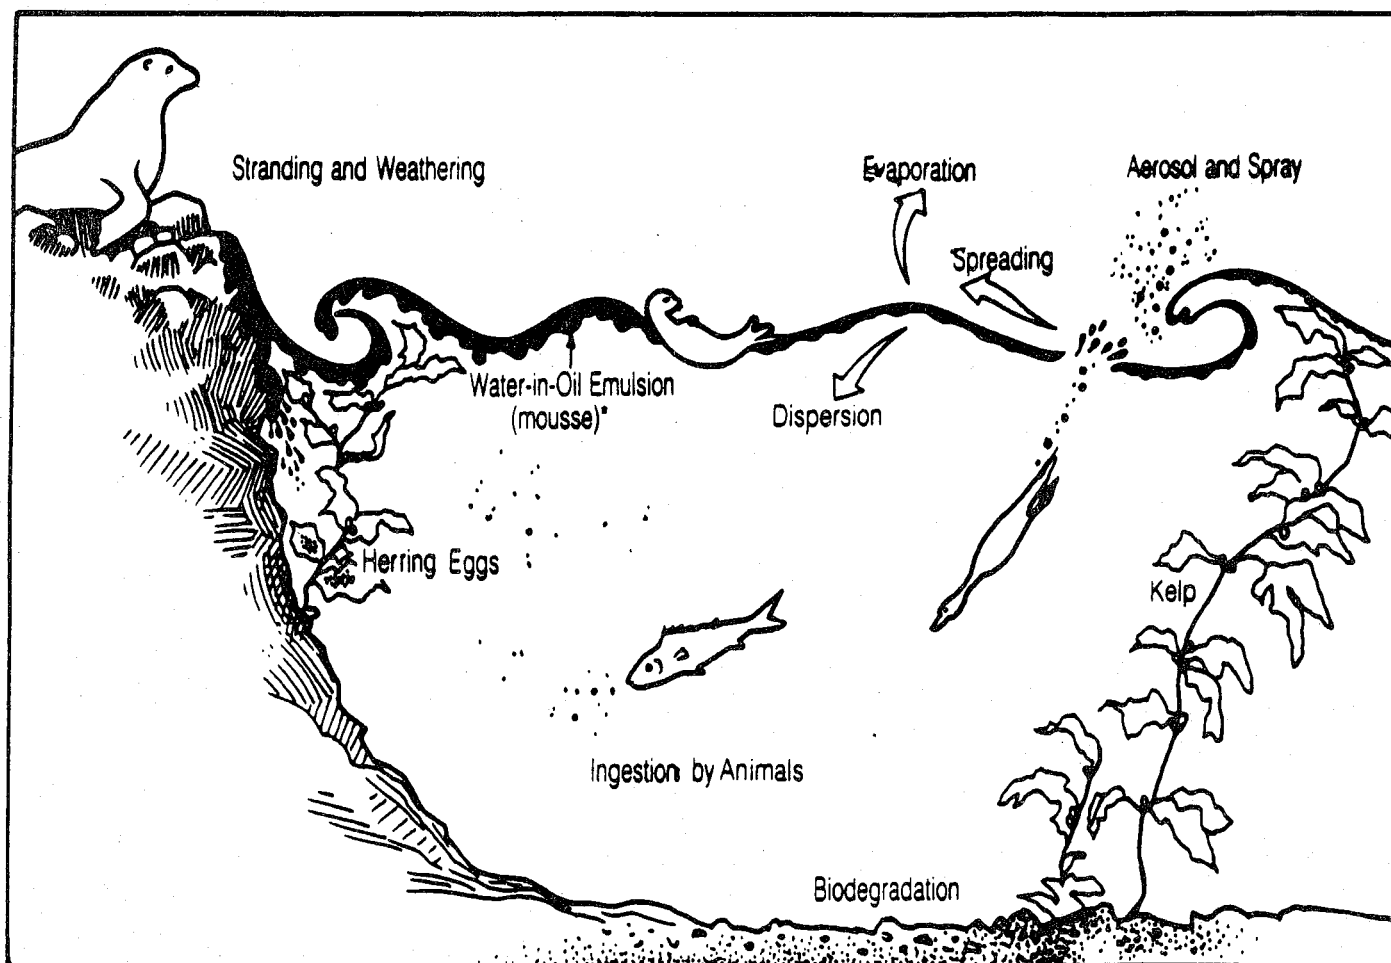 Stranding and Weathering
Evaporation
Aerosol and Spray
Spreading
Water-in-Oil Emulsion
(mousse)*
Dispersion
Herring Eggs
Kelp
Ingestion by Animals
Biodegradation